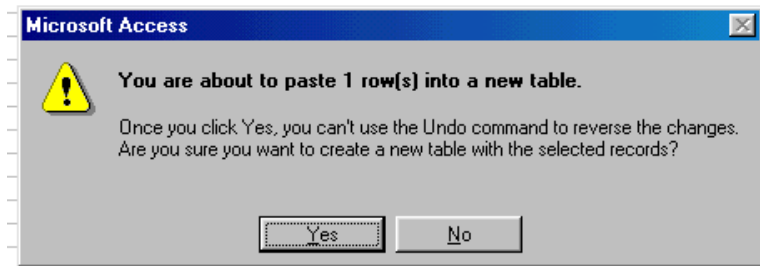 Microsoft Access
You are about to paste 1 row(s) into a new table.
Once you click Yes, you can't use the Undo command to reverse the changes.
Are you sure you want to create a new table with the selected records?
Yes No